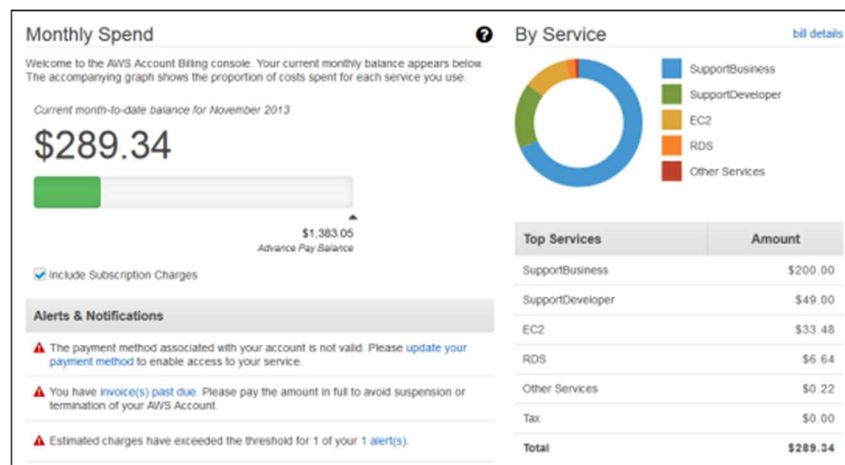 Monthly Spend
Welcome to the AWS Account Billing console. Your current monthly balance appears below.
The accompanying graph shows the proportion of costs spent for each service you use.
Current month-to-date balance for November 2013
$289.34
$1,383.05
Advance Pay Balance
Include Subscription Charges
Alerts & Notifications
The payment method associated with your account is not valid. Please update your
payment method to enable access to your service.
You have invoice(s) past due. Please pay the amount in full to avoid suspension or
termination of your AWS Account.
Estimated charges have exceeded the threshold for 1 of your 1 alert(s).
By Service
bill details
SupportBusiness
SupportDeveloper
EC2
RDS
Other Services
Top Services Amount
SupportBusiness $200.00
SupportDeveloper $49.00
EC2 $33.48
RDS $6.64
Other Services $0.22
Tax $0.00
Total $289.34